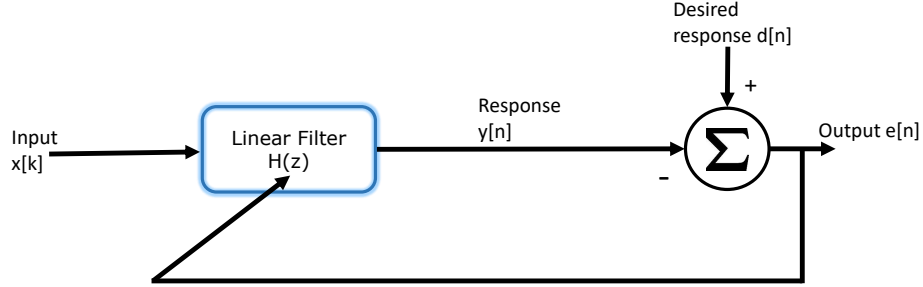 Desired
response d[n]
+
Response
y[n]
Input
x[k]
Linear Filter
H(z)
Σ
Output e[n]
-